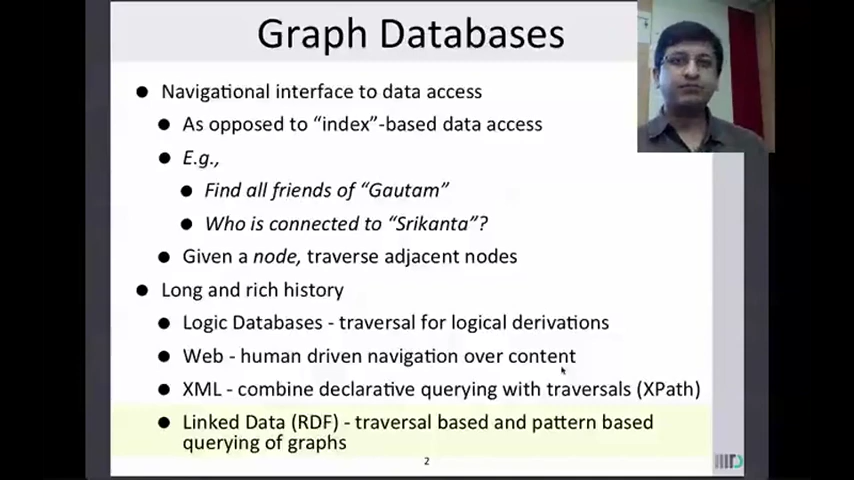 Graph Databases
● Navigational interface to data access
● As opposed to “index”-based data access
● E.g.,
● Find all friends of “Gautam”
● Who is connected to “Srikanta”?
● Given a node, traverse adjacent nodes
● Long and rich history
● Logic Databases - traversal for logical derivations
● Web - human driven navigation over content
● XML - combine declarative querying with traversals (XPath)
● Linked Data (RDF) - traversal based and pattern based
querying of graphs
2